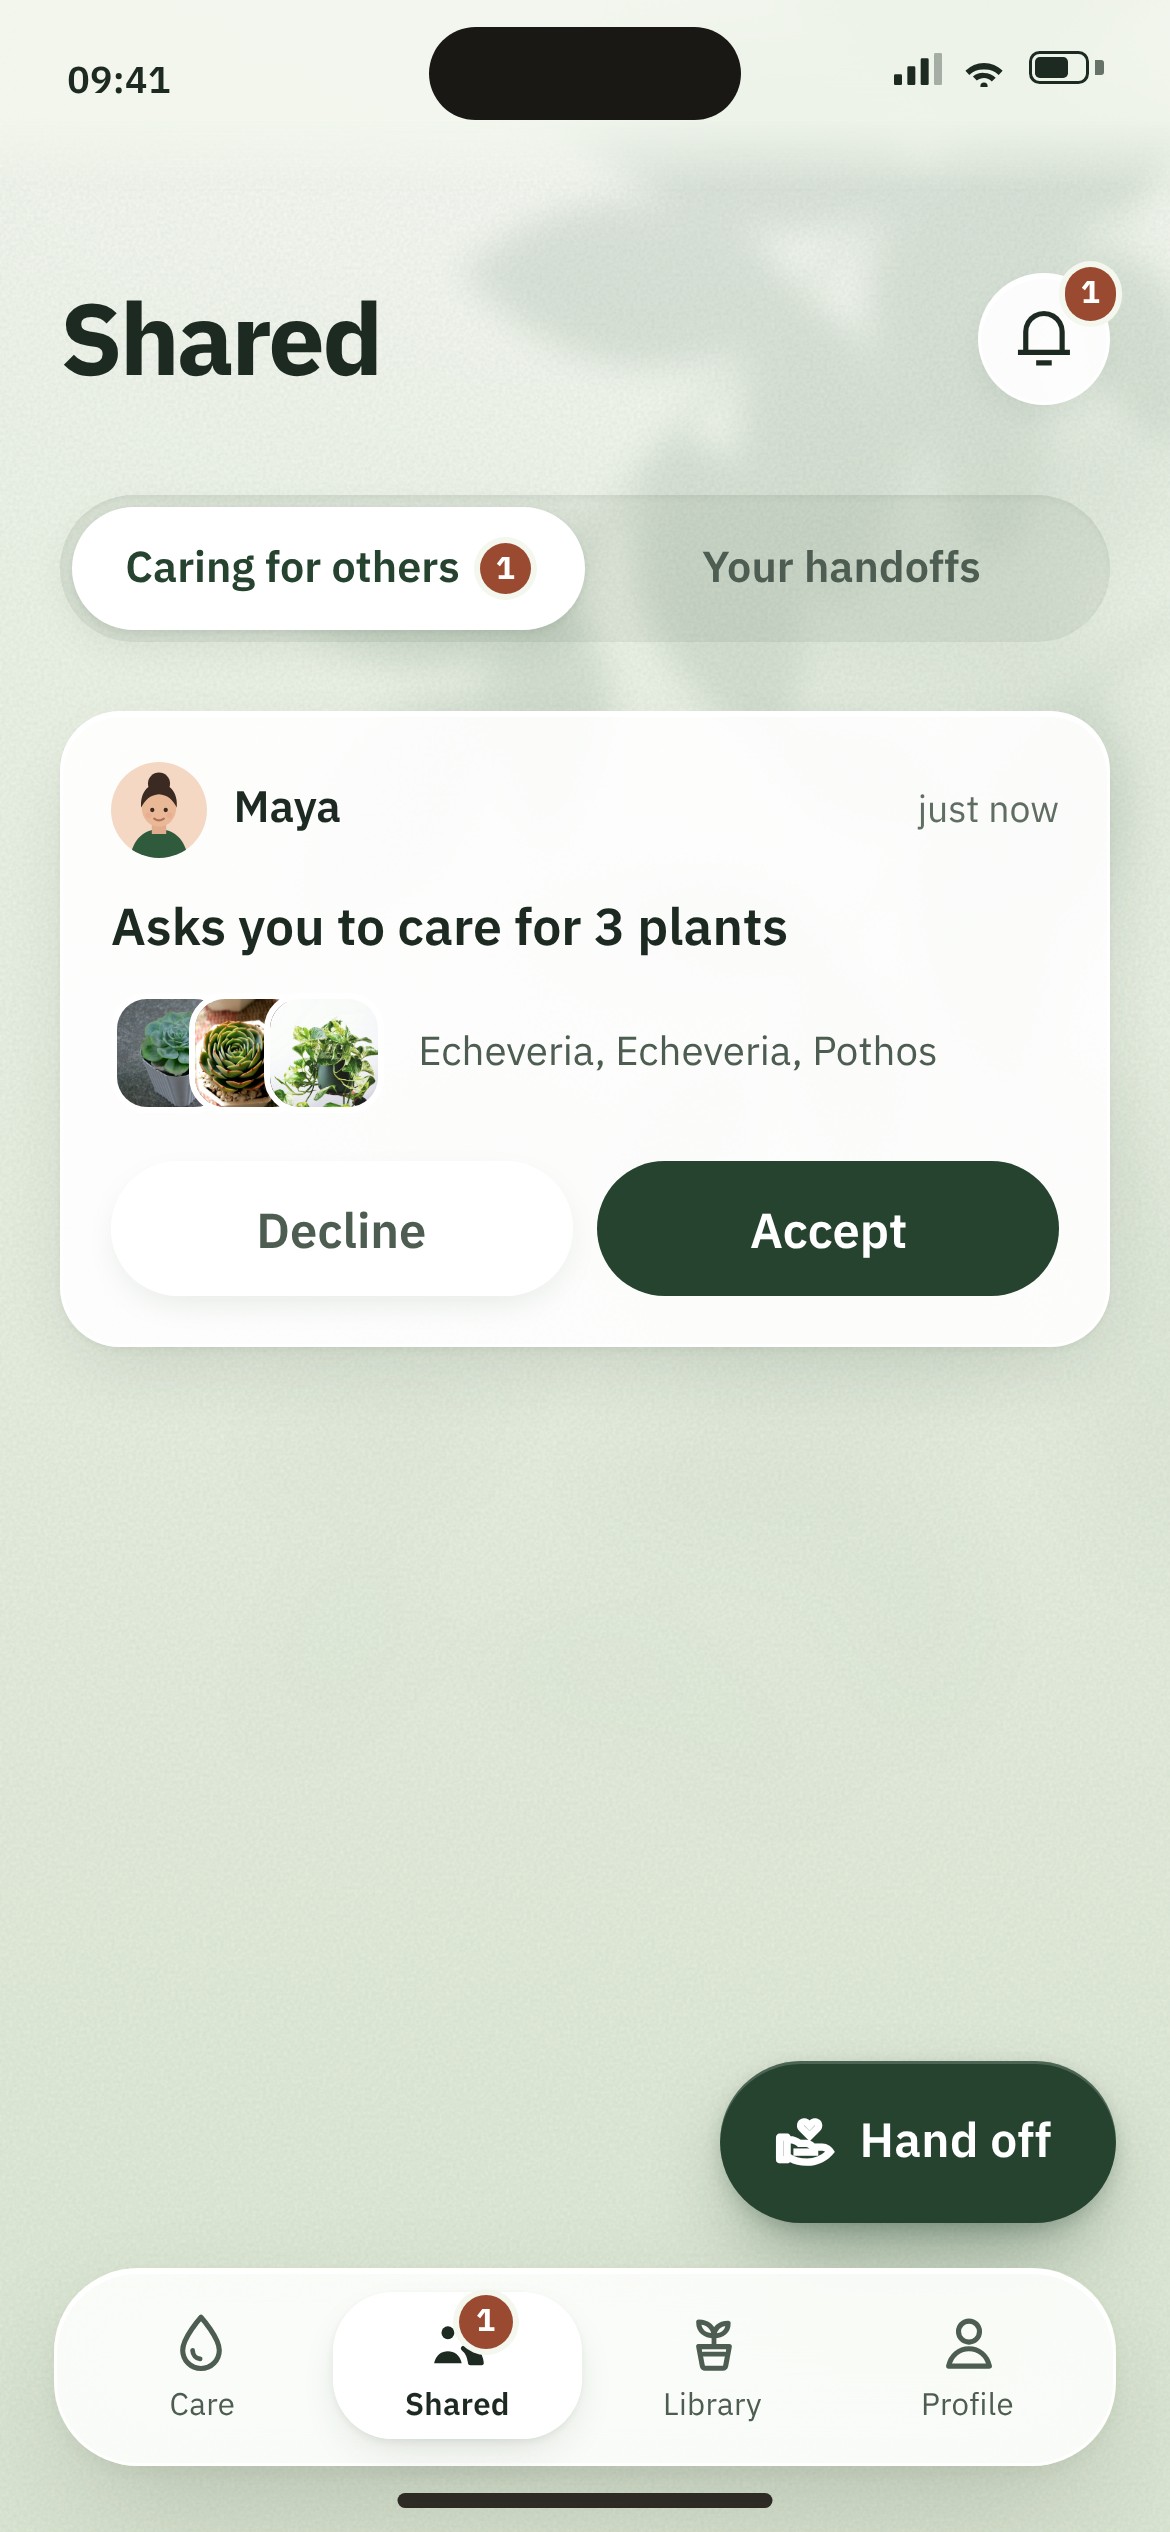 09:41
Shared
1
Caring for others 1
Your handoffs
Maya
just now
Asks you to care for 3 plants
Echeveria, Echeveria, Pothos
Decline
Accept
Hand off
1
Care
Shared
Library
Profile